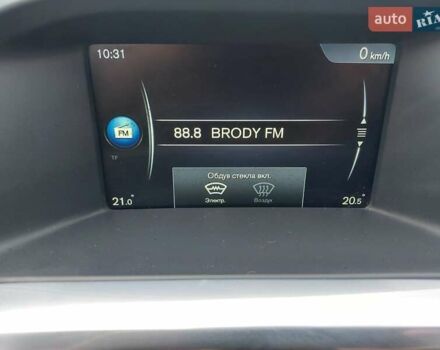 auto RIA
10:31
0 km/h
FM
TP
88.8 BRODY FM
Обдув стекла вкл.
Электр. Воздух
21.0° 20.5°